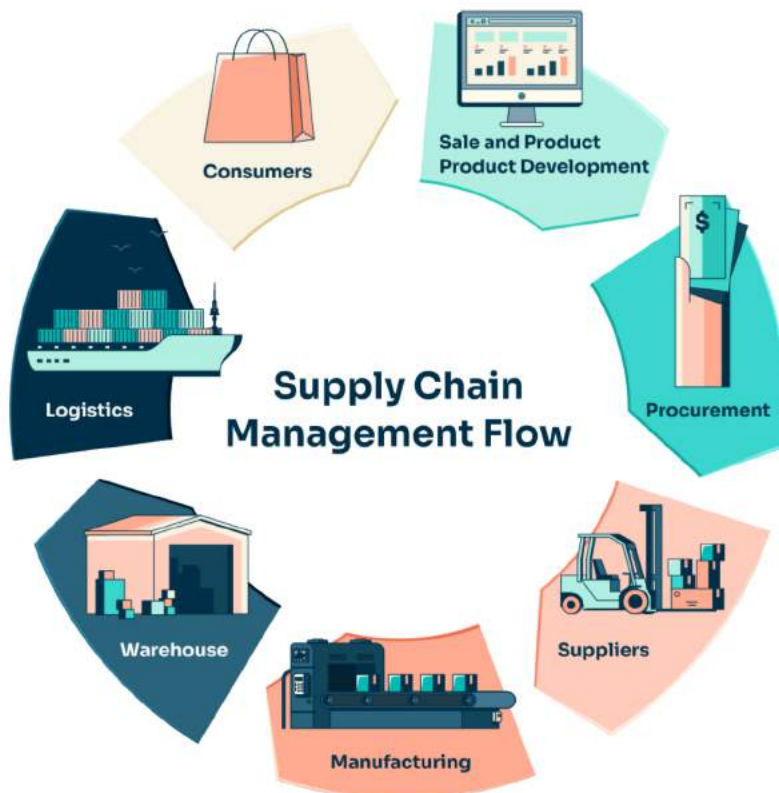 Supply Chain
Management Flow
Sale and Product
Product Development
$
Procurement
Suppliers
Manufacturing
Warehouse
Logistics
Consumers